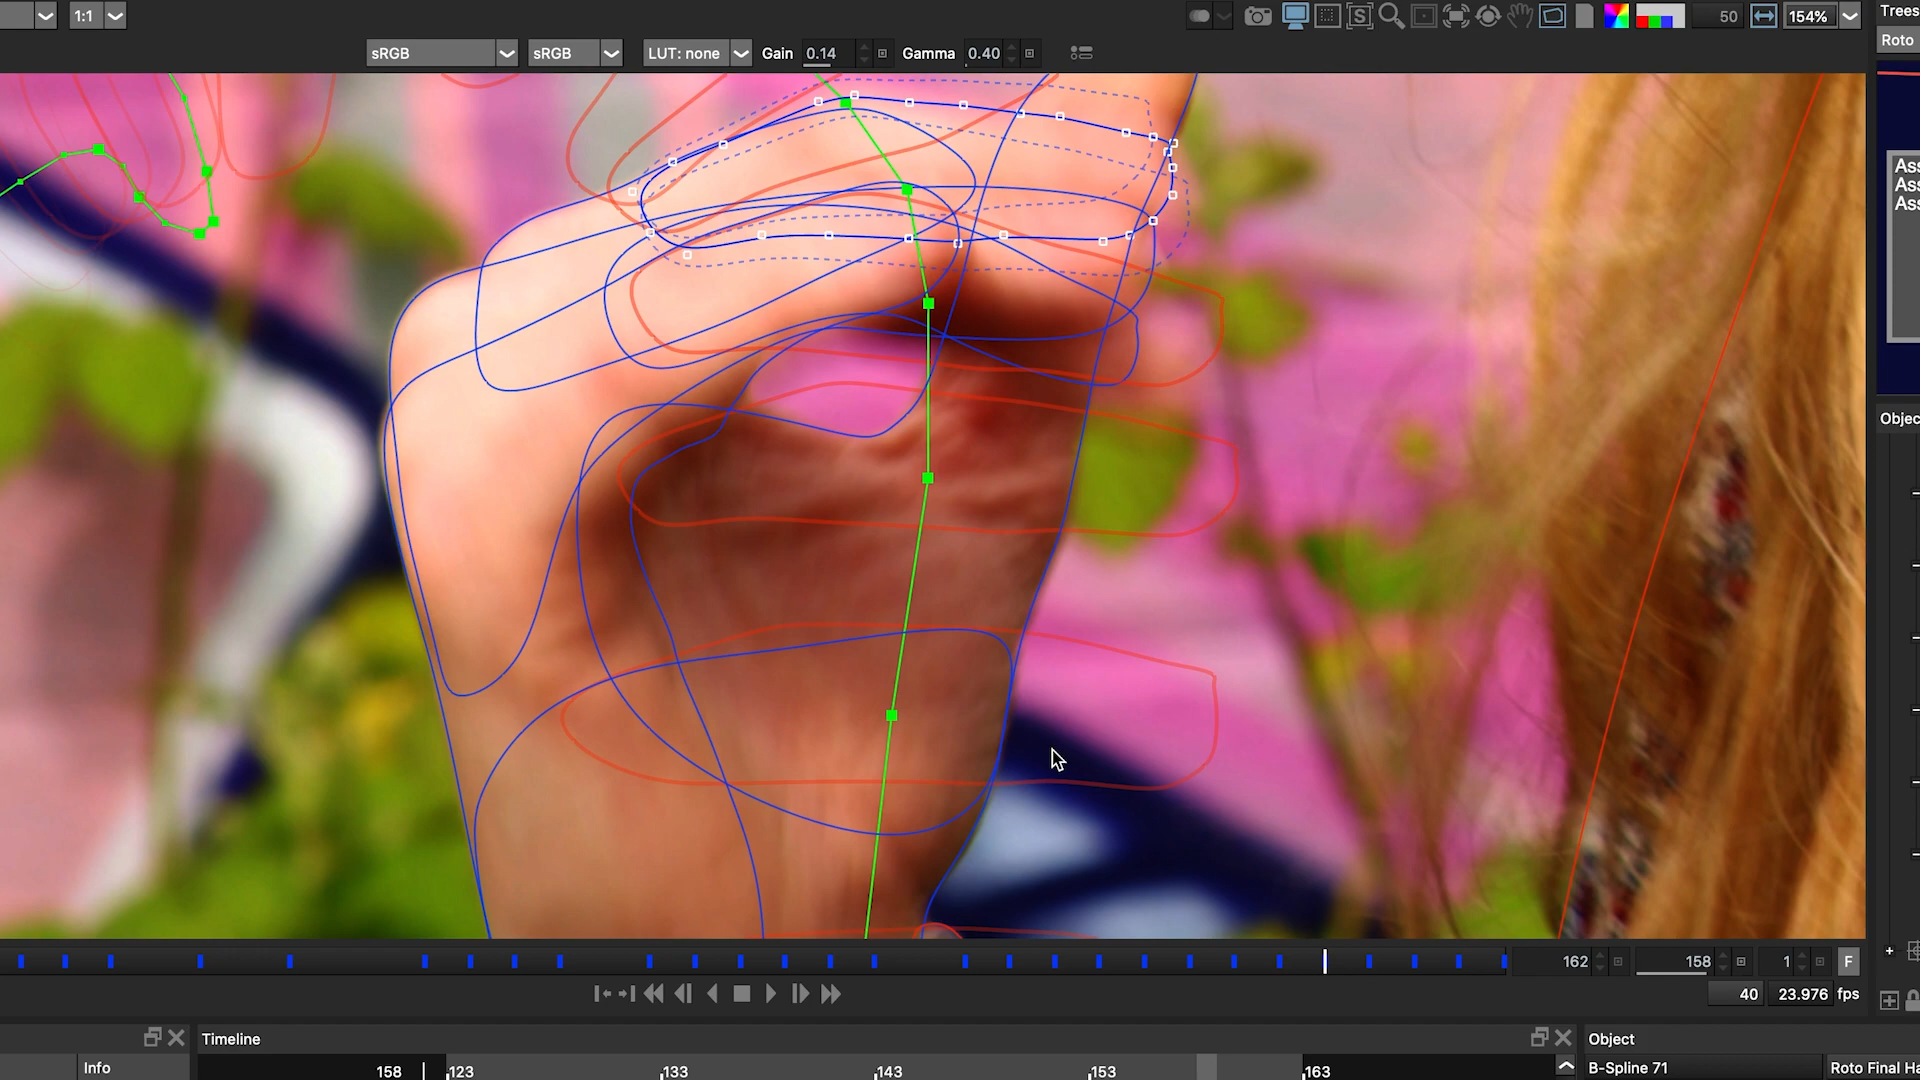 1:1
50
154%
Trees
sRGB
sRGB
LUT: none
Gain 0.14
Gamma 0.40
Roto
Ass
Ass
Ass
Objec
162
158
1
F
40
23.976 fps
Timeline
Object
Info
158
123
133
143
153
163
B-Spline 71
Roto Final Ha